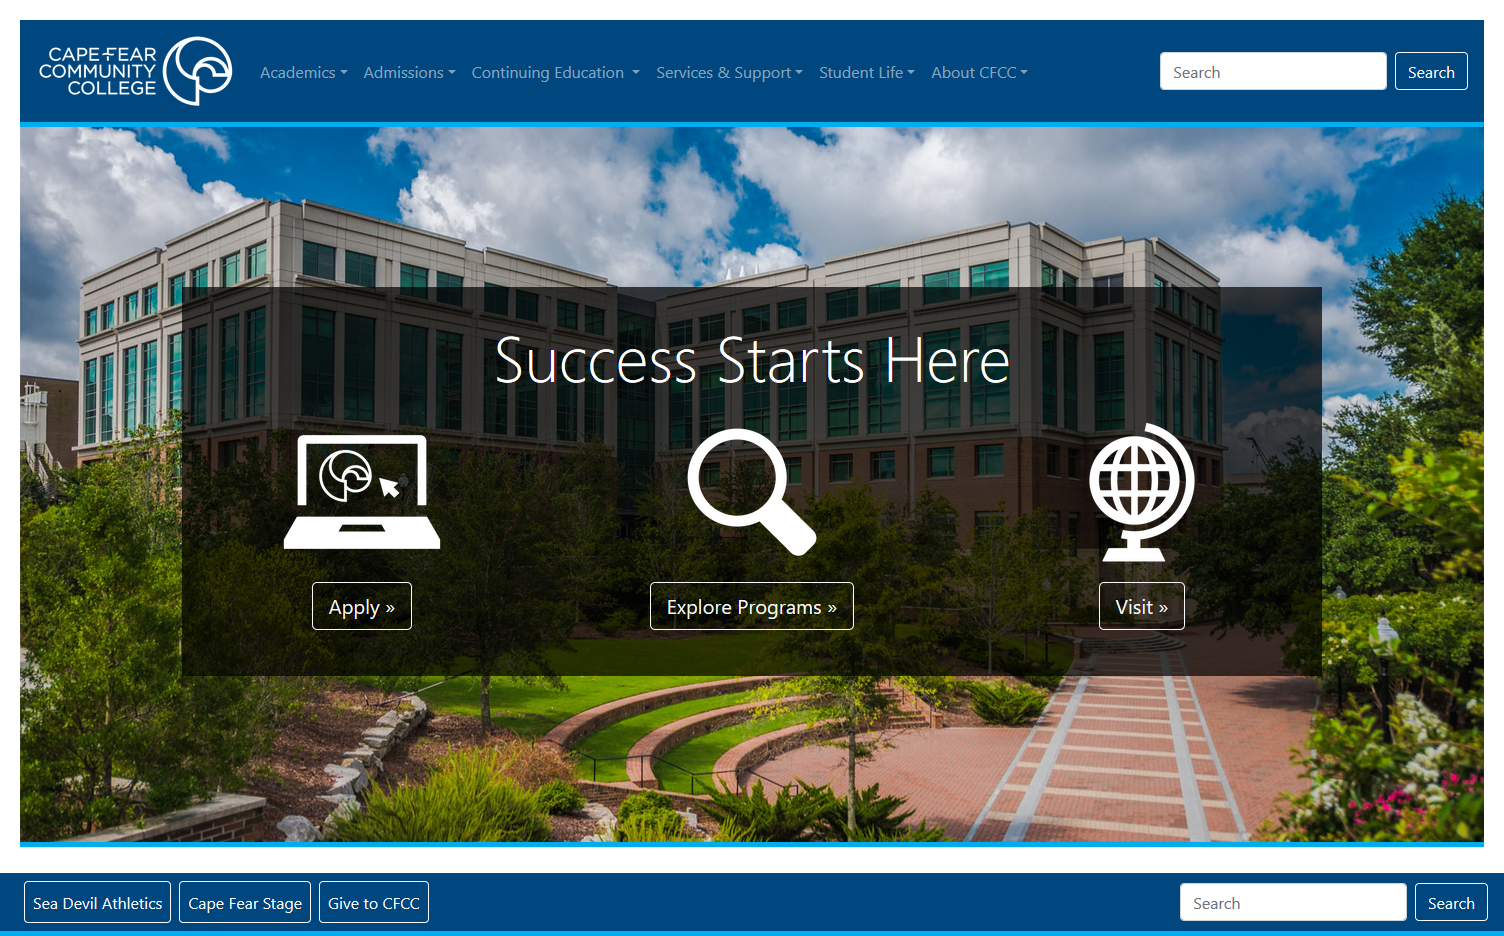 CAPE FEAR
COMMUNITY
COLLEGE
Academics
Admissions
Continuing Education
Services & Support
Student Life
About CFCC
Search
Search
Success Starts Here
Apply »
Explore Programs »
Visit »
Sea Devil Athletics
Cape Fear Stage
Give to CFCC
Search
Search